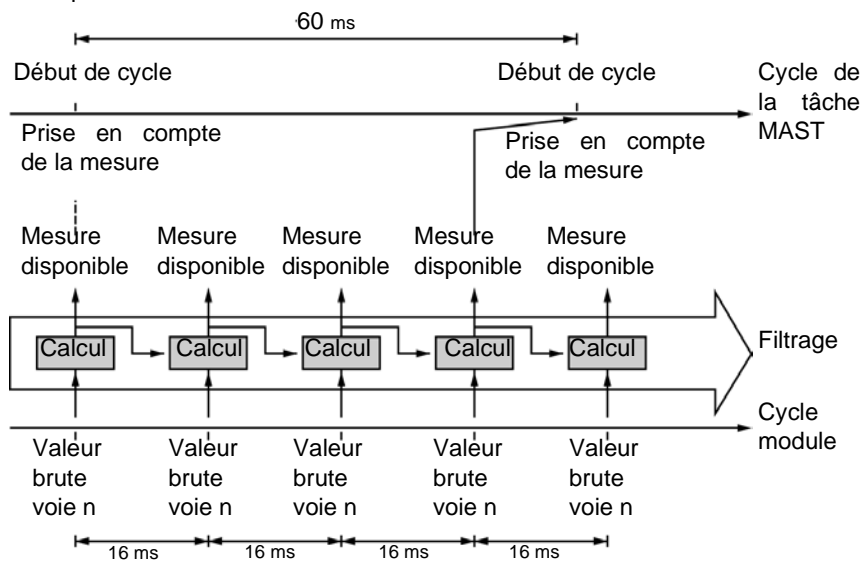 60 ms
Début de cycle
Début de cycle
Cycle de
la tâche
MAST
Prise en compte
de la mesure
Prise en compte
de la mesure
Mesure
disponible
Mesure
disponible
Mesure
disponible
Mesure
disponible
Mesure
disponible
Calcul
Calcul
Calcul
Calcul
Calcul
Filtrage
Cycle
module
Valeur
brute
voie n
Valeur
brute
voie n
Valeur
brute
voie n
Valeur
brute
voie n
Valeur
brute
voie n
16 ms
16 ms
16 ms
16 ms